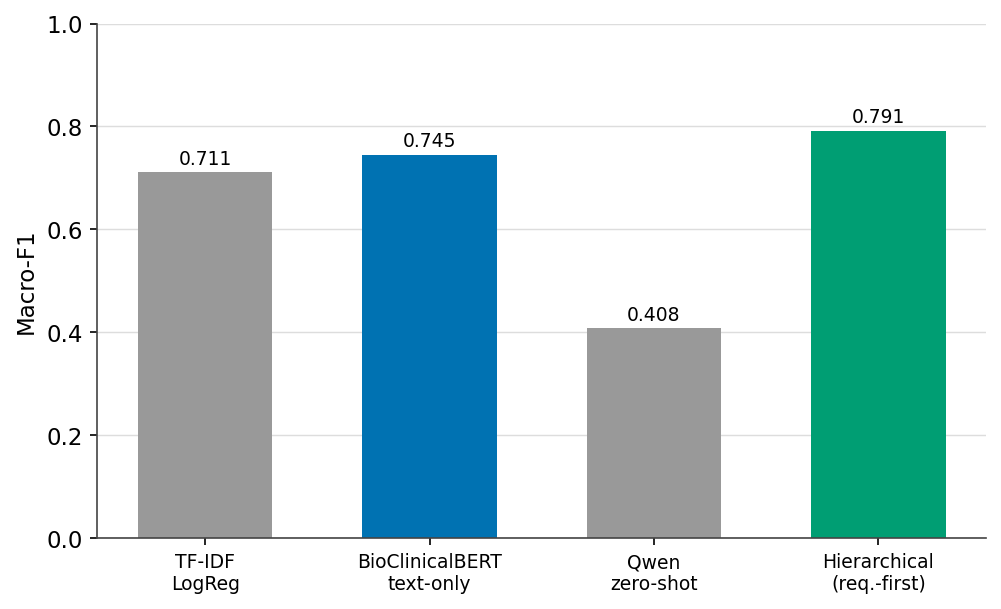 1.0
0.8
0.6
0.4
0.2
0.0
Macro-F1
0.711
0.745
0.408
0.791
TF-IDF
LogReg
BioClinicalBERT
text-only
Qwen
zero-shot
Hierarchical
(req.-first)